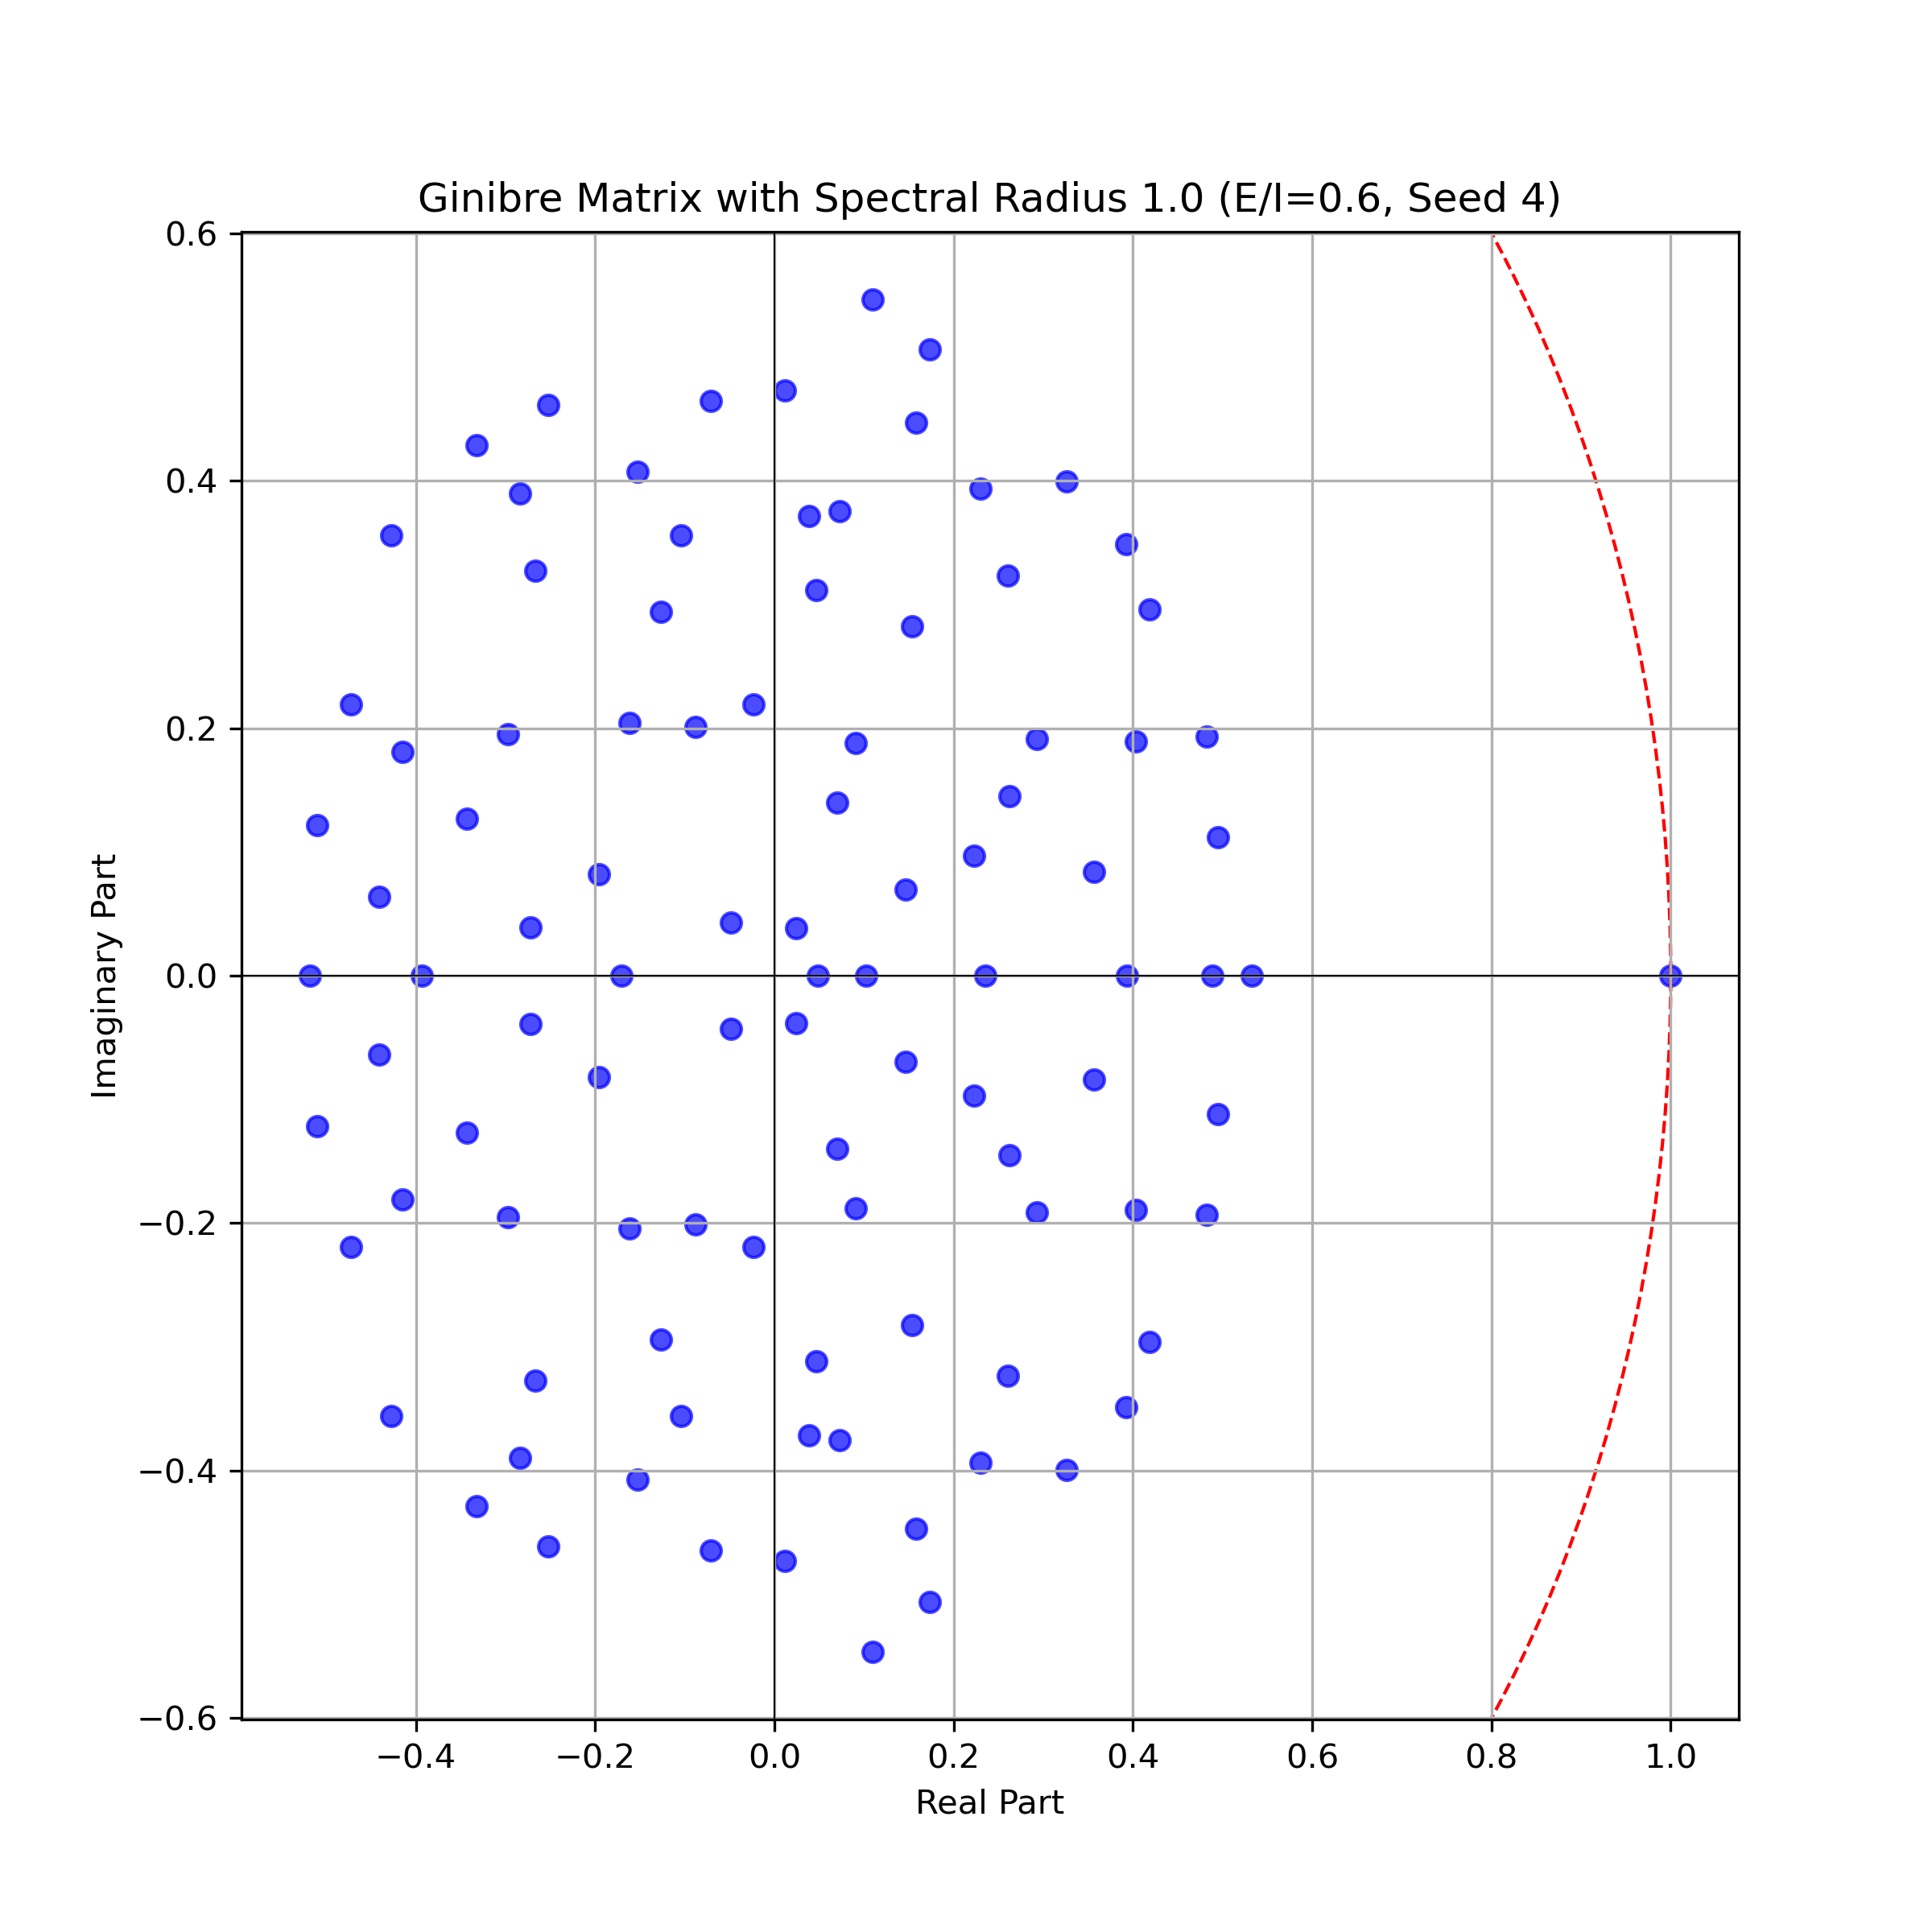 Ginibre Matrix with Spectral Radius 1.0 (E/I=0.6, Seed 4)
0.6
0.4
0.2
0.0
−0.2
−0.4
−0.6
Imaginary Part
−0.4 −0.2 0.0 0.2 0.4 0.6 0.8 1.0
Real Part